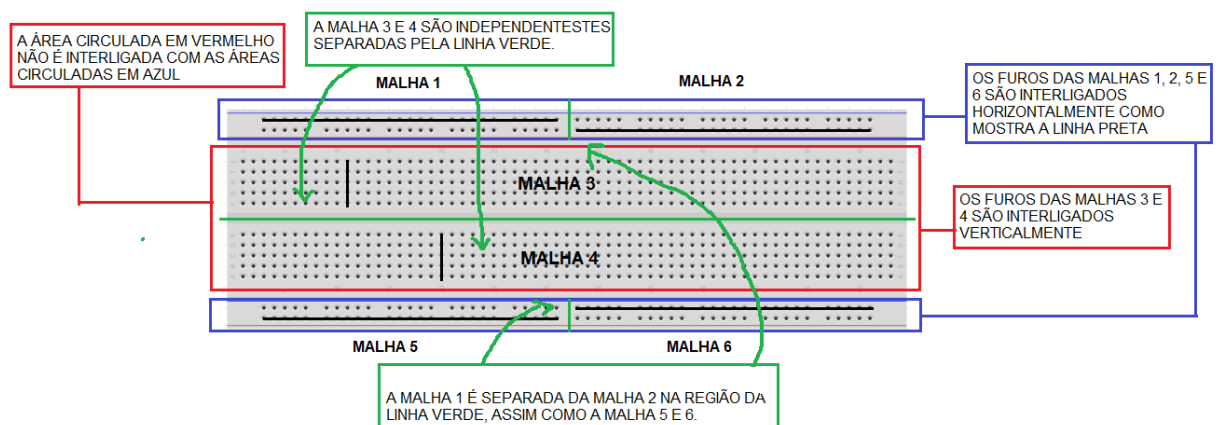 A ÁREA CIRCULADA EM VERMELHO
NÃO É INTERLIGADA COM AS ÁREAS
CIRCULADAS EM AZUL
A MALHA 3 E 4 SÃO INDEPENDENTESTES
SEPARADAS PELA LINHA VERDE.
MALHA 1
MALHA 2
OS FUROS DAS MALHAS 1, 2, 5 E
6 SÃO INTERLIGADOS
HORIZONTALMENTE COMO
MOSTRA A LINHA PRETA
MALHA 3
MALHA 4
OS FUROS DAS MALHAS 3 E
4 SÃO INTERLIGADOS
VERTICALMENTE
MALHA 5
MALHA 6
A MALHA 1 É SEPARADA DA MALHA 2 NA REGIÃO DA
LINHA VERDE, ASSIM COMO A MALHA 5 E 6.